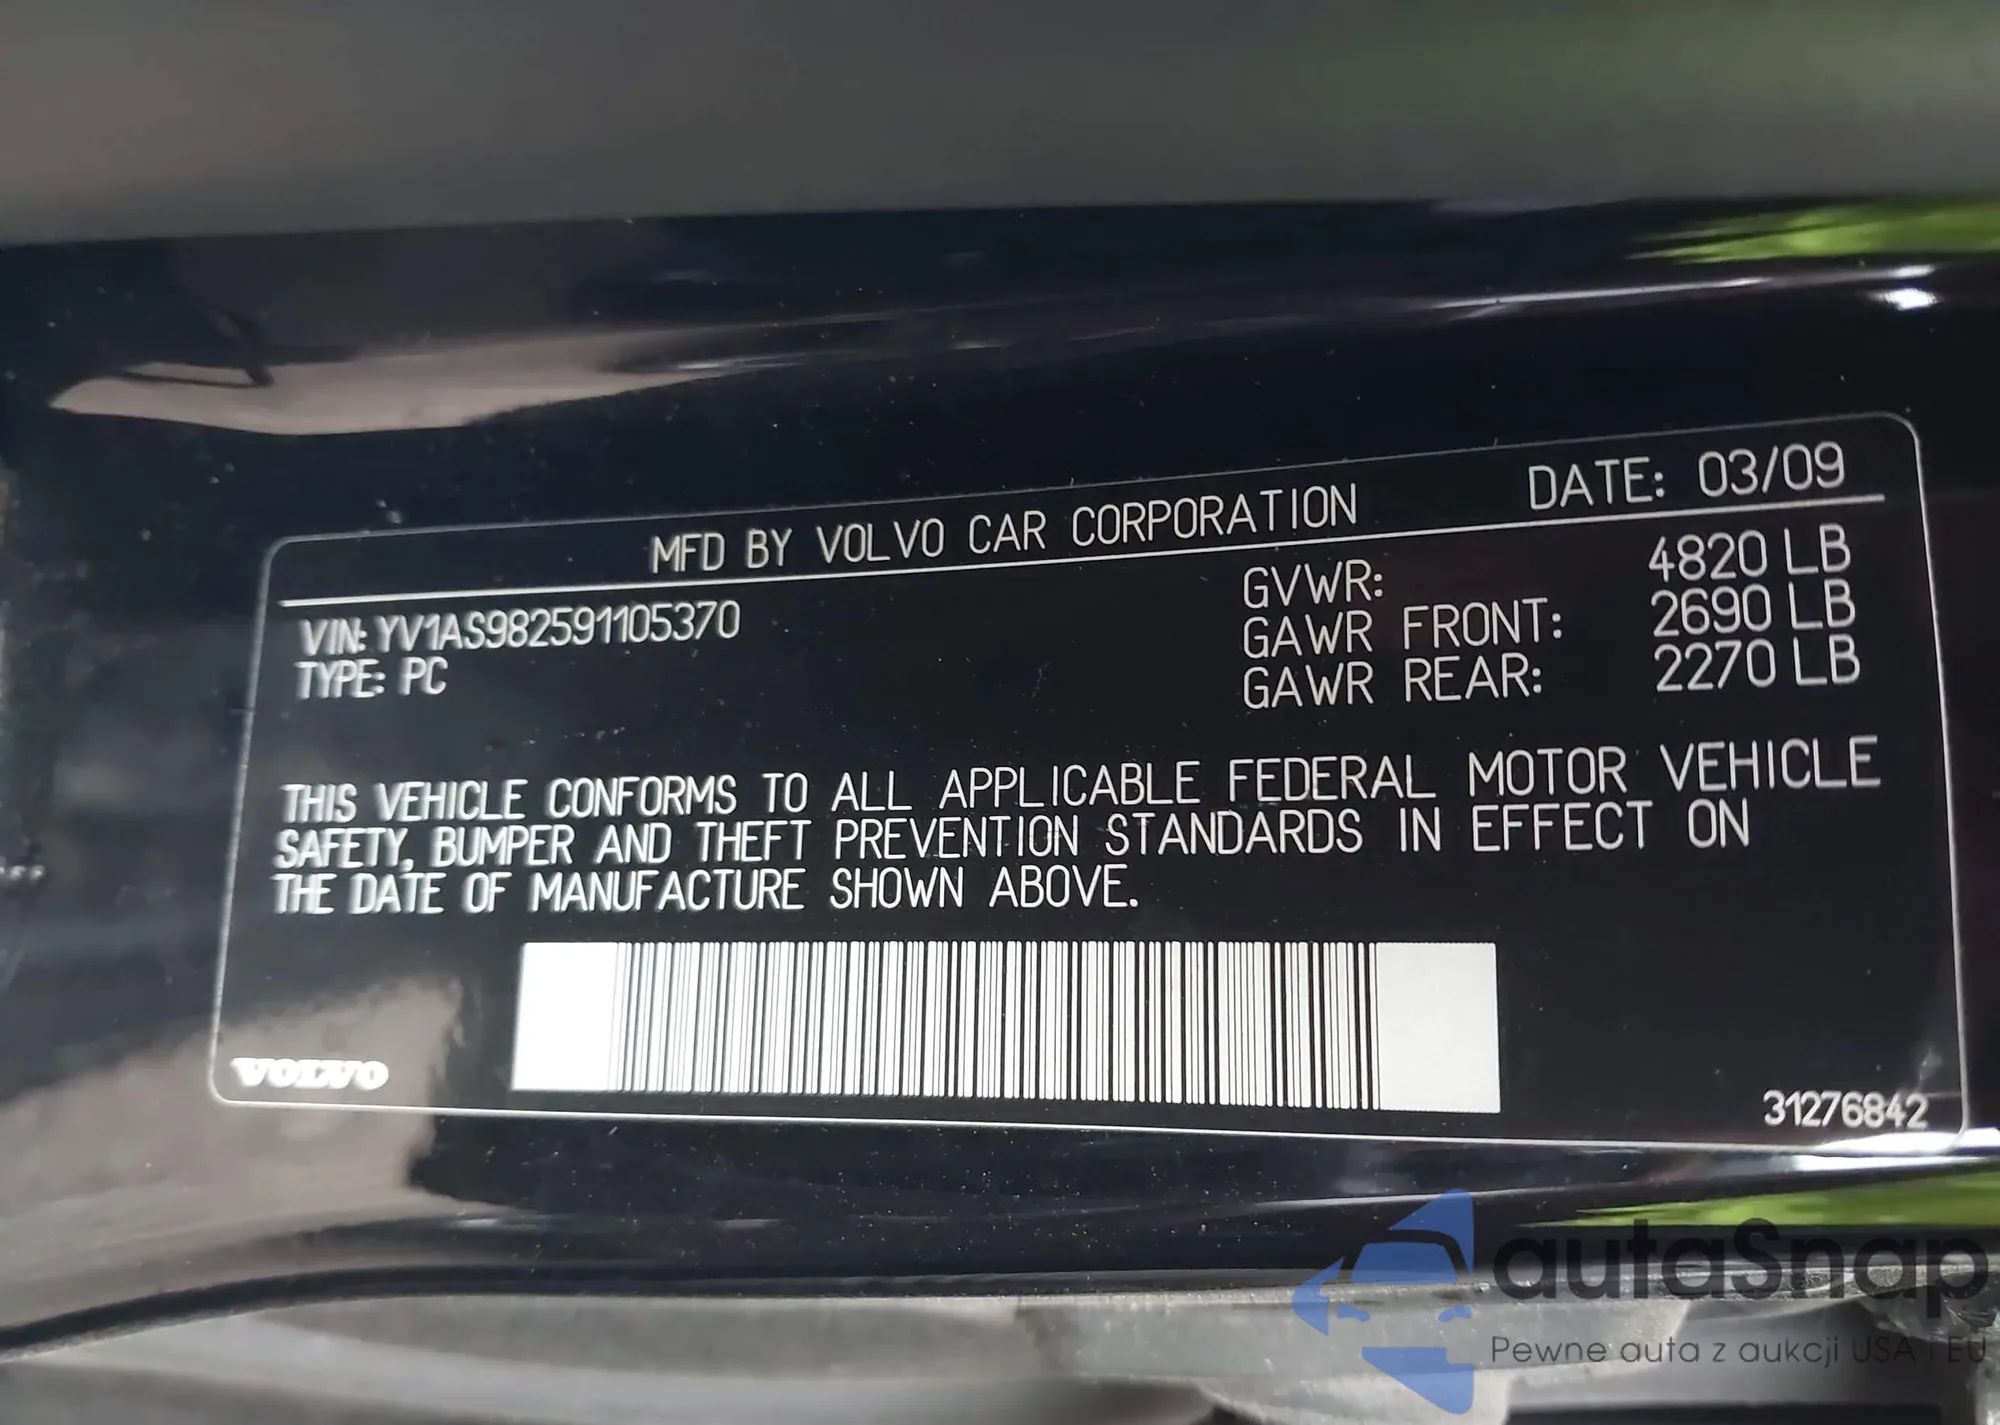 MFD BY VOLVO CAR CORPORATION DATE: 03/09
VIN: YV1AS982591105370
TYPE: PC
GVWR: 4820 LB
GAWR FRONT: 2690 LB
GAWR REAR: 2270 LB
THIS VEHICLE CONFORMS TO ALL APPLICABLE FEDERAL MOTOR VEHICLE
SAFETY, BUMPER AND THEFT PREVENTION STANDARDS IN EFFECT ON
THE DATE OF MANUFACTURE SHOWN ABOVE.
VOLVO
31276842
autaSnap
Pewne auta z aukcji USA i EU